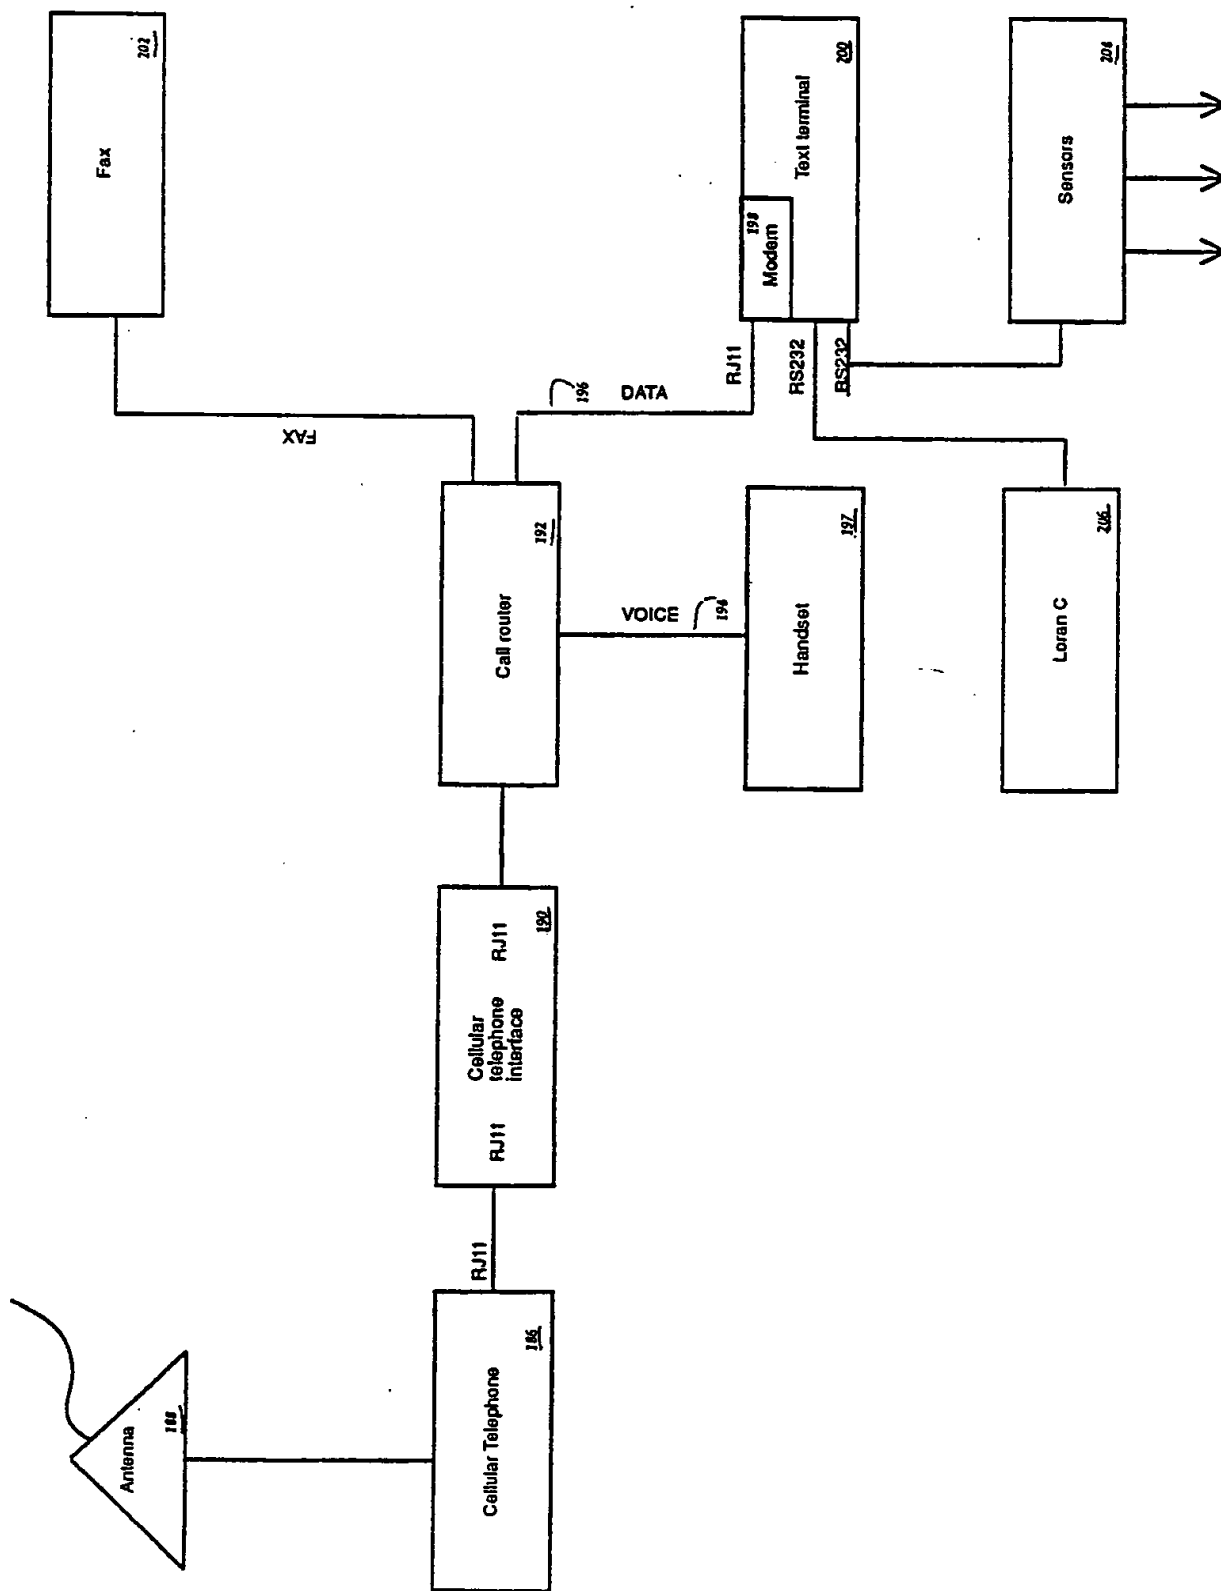 Antenna
188
Cellular Telephone
186
RJ11
RJ11
Cellular
telephone
interface
RJ11
190
Call router
192
FAX
Fax
202
196
DATA
VOICE
194
Handset
197
RJ11
RS232
RS232
Modem
198
Text terminal
200
Loran C
206
Sensors
204